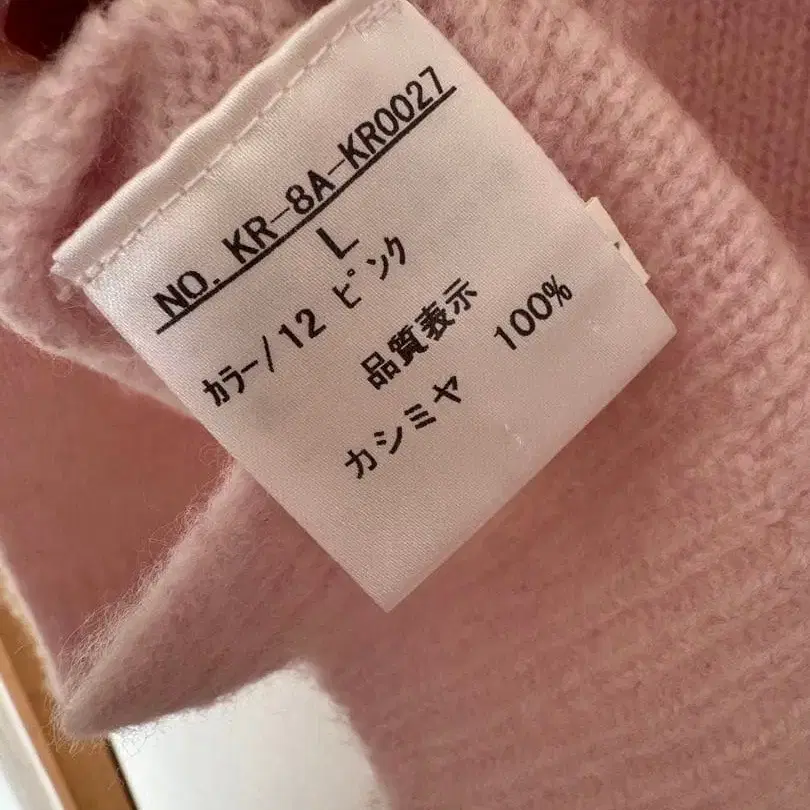 NO. KR-8A-KR0027
L
ｶﾗｰ/12 ﾋﾟﾝｸ
品質表示
カシミヤ 100%